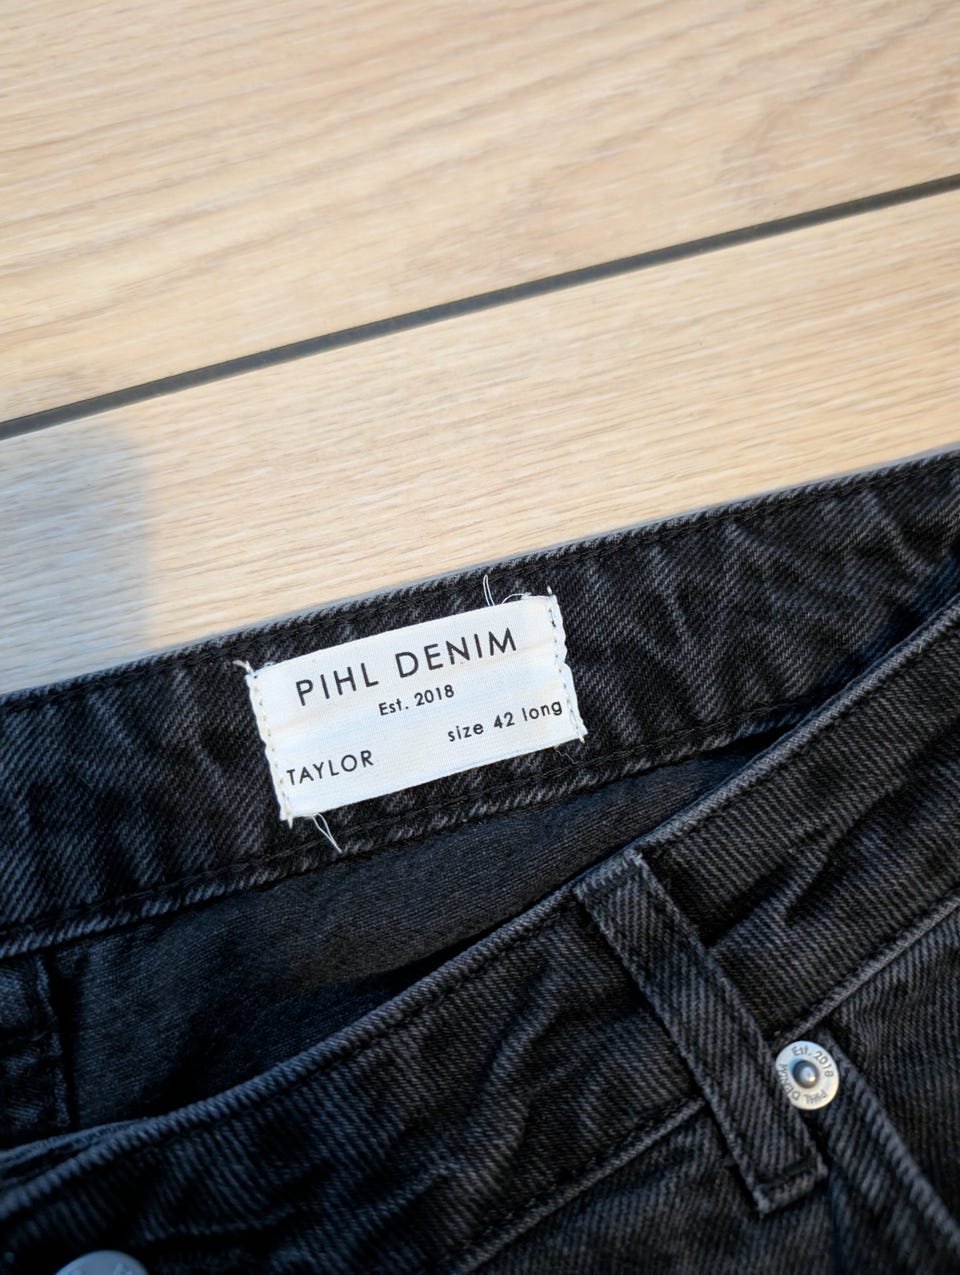 PIHL DENIM
Est. 2018
size 42 long
TAYLOR
Est. 2018
PIHL DENIM